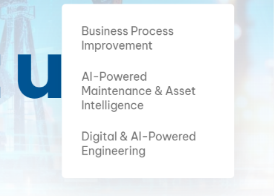 u
Business Process
Improvement
AI-Powered
Maintenance & Asset
Intelligence
Digital & AI-Powered
Engineering